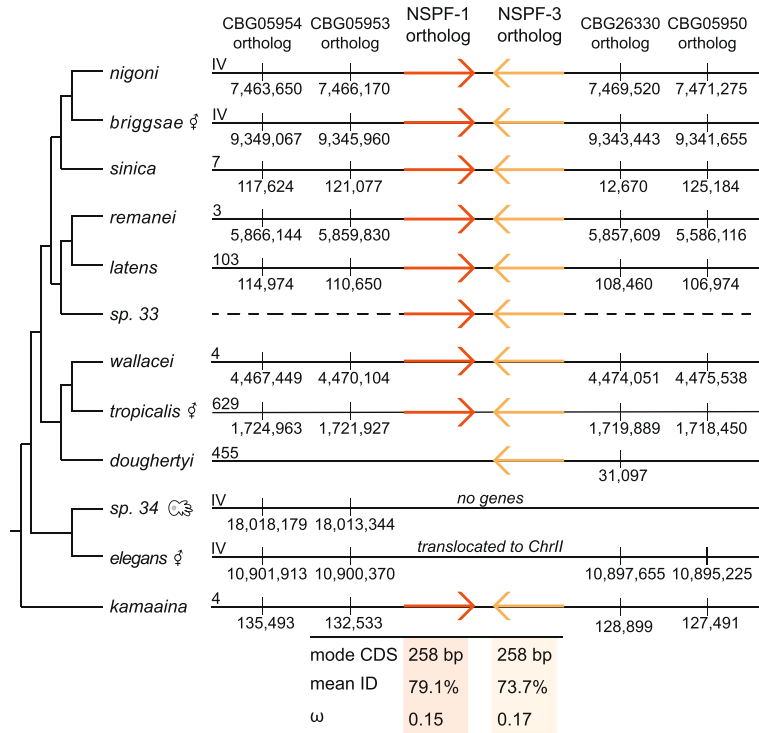 CBG05954 CBG05953 NSPF-1 NSPF-3 CBG26330 CBG05950
ortholog ortholog ortholog ortholog ortholog ortholog
nigoni IV
7,463,650 7,466,170 7,469,520 7,471,275
briggsae ⚥ IV
9,349,067 9,345,960 9,343,443 9,341,655
sinica 7
117,624 121,077 12,670 125,184
remanei 3
5,866,144 5,859,830 5,857,609 5,586,116
latens 103
114,974 110,650 108,460 106,974
sp. 33
wallacei 4
4,467,449 4,470,104 4,474,051 4,475,538
tropicalis ⚥ 629
1,724,963 1,721,927 1,719,889 1,718,450
doughertyi 455
31,097
sp. 34 IV no genes
18,018,179 18,013,344
elegans ⚥ IV translocated to ChrII
10,901,913 10,900,370 10,897,655 10,895,225
kamaaina 4
135,493 132,533 128,899 127,491
mode CDS 258 bp 258 bp
mean ID 79.1% 73.7%
ω 0.15 0.17